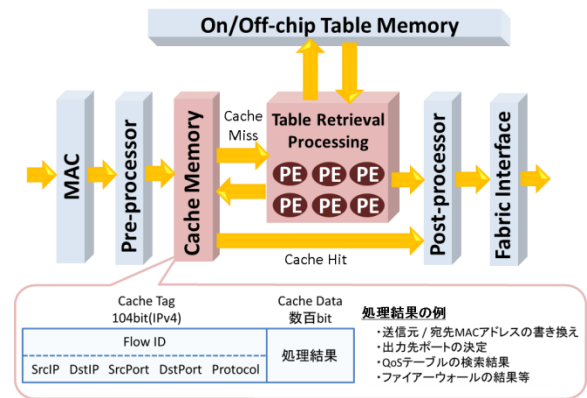 On/Off-chip Table Memory
MAC
Pre-processor
Cache Memory
Cache
Miss
Table Retrieval
Processing
PE PE PE
PE PE PE
Post-processor
Fabric Interface
Cache Hit
Cache Tag
104bit(IPv4)
Cache Data
数百bit
Flow ID
SrcIP DstIP SrcPort DstPort Protocol
処理結果
処理結果の例
・送信元 / 宛先MACアドレスの書き換え
・出力先ポートの決定
・QoSテーブルの検索結果
・ファイアーウォールの結果等